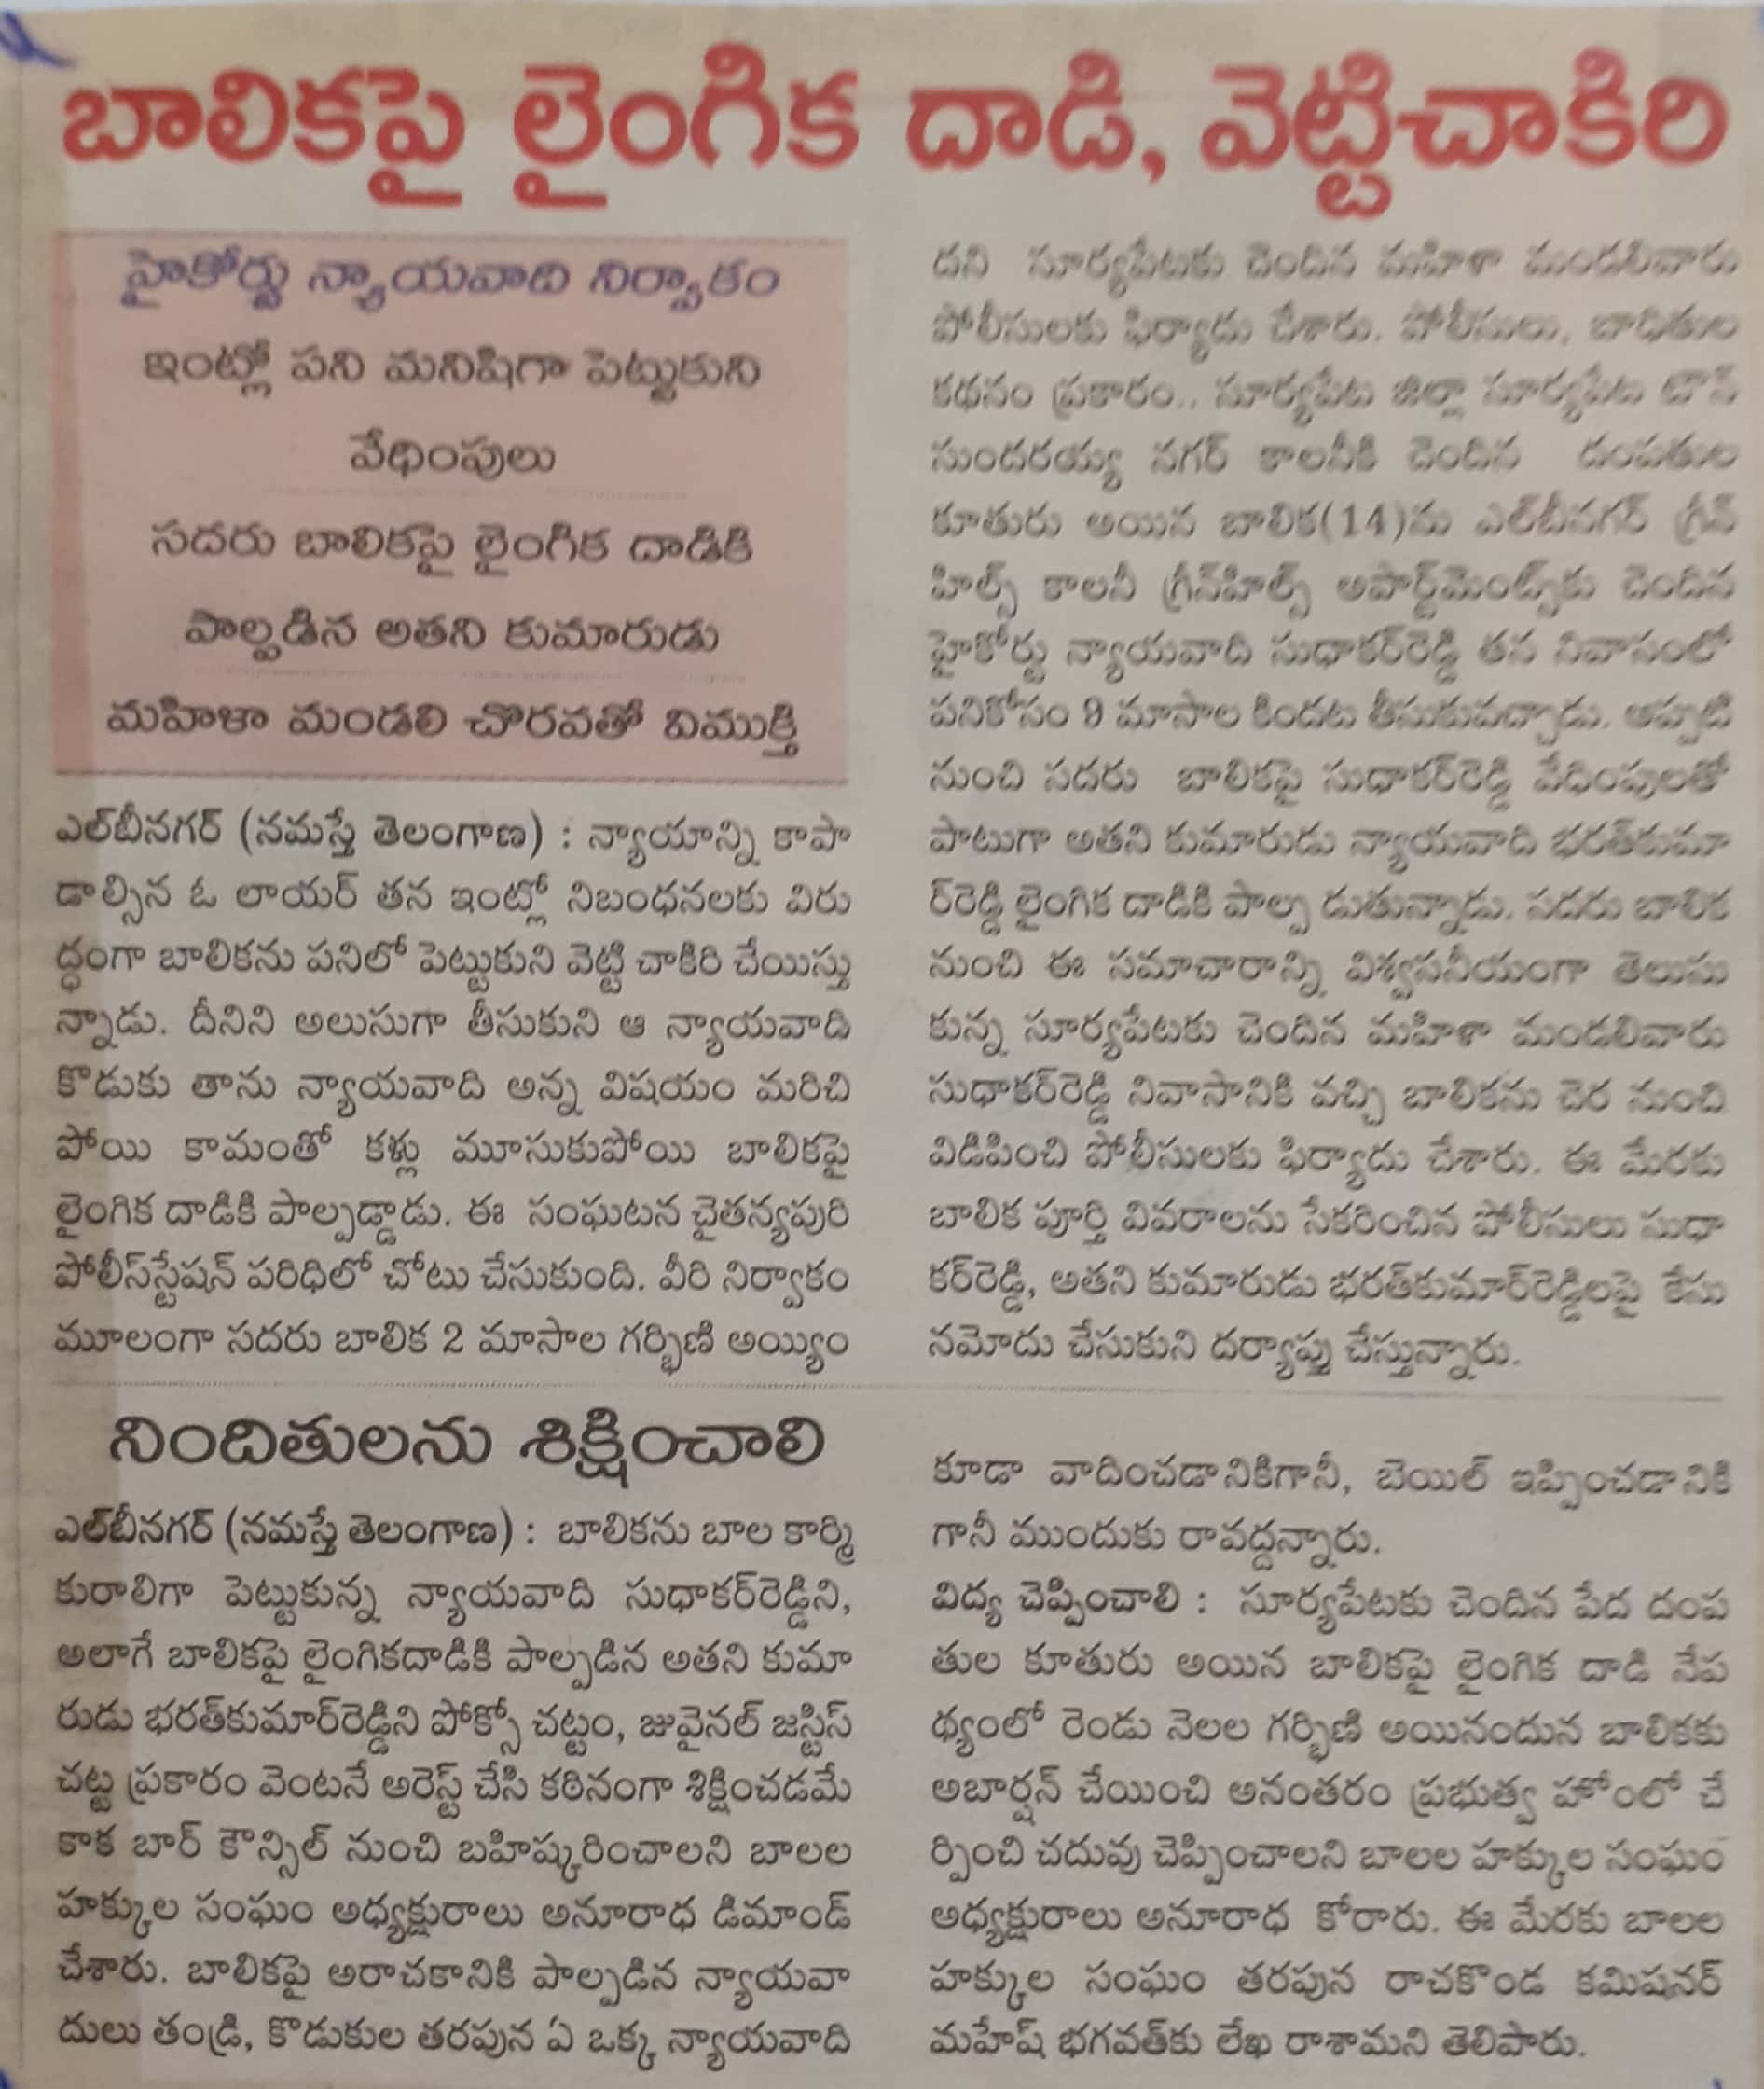 బాలికపై లైంగిక దాడి, వెట్టిచాకిరి
హైకోర్టు న్యాయవాది నిర్వాకం
ఇంట్లో పని మనిషిగా పెట్టుకుని
వేధింపులు
సదరు బాలికపై లైంగిక దాడికి
పాల్పడిన అతని కుమారుడు
మహిళా మండలి చొరవతో విముక్తి
ఎల్‌బీనగర్ (నమస్తే తెలంగాణ) : న్యాయాన్ని కాపా
డాల్సిన ఓ లాయర్ తన ఇంట్లో నిబంధనలకు విరు
ద్ధంగా బాలికను పనిలో పెట్టుకుని వెట్టి చాకిరి చేయిస్తు
న్నాడు. దీనిని అలుసుగా తీసుకుని ఆ న్యాయవాది
కొడుకు తాను న్యాయవాది అన్న విషయం మరిచి
పోయి కామంతో కళ్లు మూసుకుపోయి బాలికపై
లైంగిక దాడికి పాల్పడ్డాడు. ఈ సంఘటన చైతన్యపురి
పోలీస్‌స్టేషన్ పరిధిలో చోటు చేసుకుంది. వీరి నిర్వాకం
మూలంగా సదరు బాలిక 2 మాసాల గర్భిణి అయ్యిం
దని సూర్యపేటకు చెందిన మహిళా మండలివారు
పోలీసులకు ఫిర్యాదు చేశారు. పోలీసులు, బాధితుల
కథనం ప్రకారం.. సూర్యపేట జిల్లా సూర్యపేట టౌన్
సుందరయ్య నగర్ కాలనీకి చెందిన దంపతుల
కూతురు అయిన బాలిక(14)ను ఎల్‌బీనగర్ గ్రీన్
హిల్స్ కాలనీ గ్రీన్‌హిల్స్ అపార్ట్‌మెంట్స్‌కు చెందిన
హైకోర్టు న్యాయవాది సుధాకర్‌రెడ్డి తన నివాసంలో
పనికోసం 9 మాసాల కిందట తీసుకువచ్చాడు. అప్పటి
నుంచి సదరు బాలికపై సుధాకర్‌రెడ్డి వేధింపులతో
పాటుగా అతని కుమారుడు న్యాయవాది భరత్‌కుమా
ర్‌రెడ్డి లైంగిక దాడికి పాల్ప డుతున్నాడు. సదరు బాలిక
నుంచి ఈ సమాచారాన్ని విశ్వసనీయంగా తెలుసు
కున్న సూర్యపేటకు చెందిన మహిళా మండలివారు
సుధాకర్‌రెడ్డి నివాసానికి వచ్చి బాలికను చెర నుంచి
విడిపించి పోలీసులకు ఫిర్యాదు చేశారు. ఈ మేరకు
బాలిక పూర్తి వివరాలను సేకరించిన పోలీసులు సుధా
కర్‌రెడ్డి, అతని కుమారుడు భరత్‌కుమార్‌రెడ్డిలపై కేసు
నమోదు చేసుకుని దర్యాప్తు చేస్తున్నారు.
నిందితులను శిక్షించాలి
ఎల్‌బీనగర్ (నమస్తే తెలంగాణ) : బాలికను బాల కార్మి
కురాలిగా పెట్టుకున్న న్యాయవాది సుధాకర్‌రెడ్డిని,
అలాగే బాలికపై లైంగికదాడికి పాల్పడిన అతని కుమా
రుడు భరత్‌కుమార్‌రెడ్డిని పోక్సో చట్టం, జువైనల్ జస్టిస్
చట్ట ప్రకారం వెంటనే అరెస్ట్ చేసి కఠినంగా శిక్షించడమే
కాక బార్ కౌన్సిల్ నుంచి బహిష్కరించాలని బాలల
హక్కుల సంఘం అధ్యక్షురాలు అనూరాధ డిమాండ్
చేశారు. బాలికపై అరాచకానికి పాల్పడిన న్యాయవా
దులు తండ్రి, కొడుకుల తరపున ఏ ఒక్క న్యాయవాది
కూడా వాదించడానికిగానీ, బెయిల్ ఇప్పించడానికి
గానీ ముందుకు రావద్దన్నారు.
విద్య చెప్పించాలి : సూర్యపేటకు చెందిన పేద దంప
తుల కూతురు అయిన బాలికపై లైంగిక దాడి నేప
థ్యంలో రెండు నెలల గర్భిణి అయినందున బాలికకు
అబార్షన్ చేయించి అనంతరం ప్రభుత్వ హోంలో చే
ర్పించి చదువు చెప్పించాలని బాలల హక్కుల సంఘం
అధ్యక్షురాలు అనూరాధ కోరారు. ఈ మేరకు బాలల
హక్కుల సంఘం తరపున రాచకొండ కమిషనర్
మహేష్ భగవత్‌కు లేఖ రాశామని తెలిపారు.